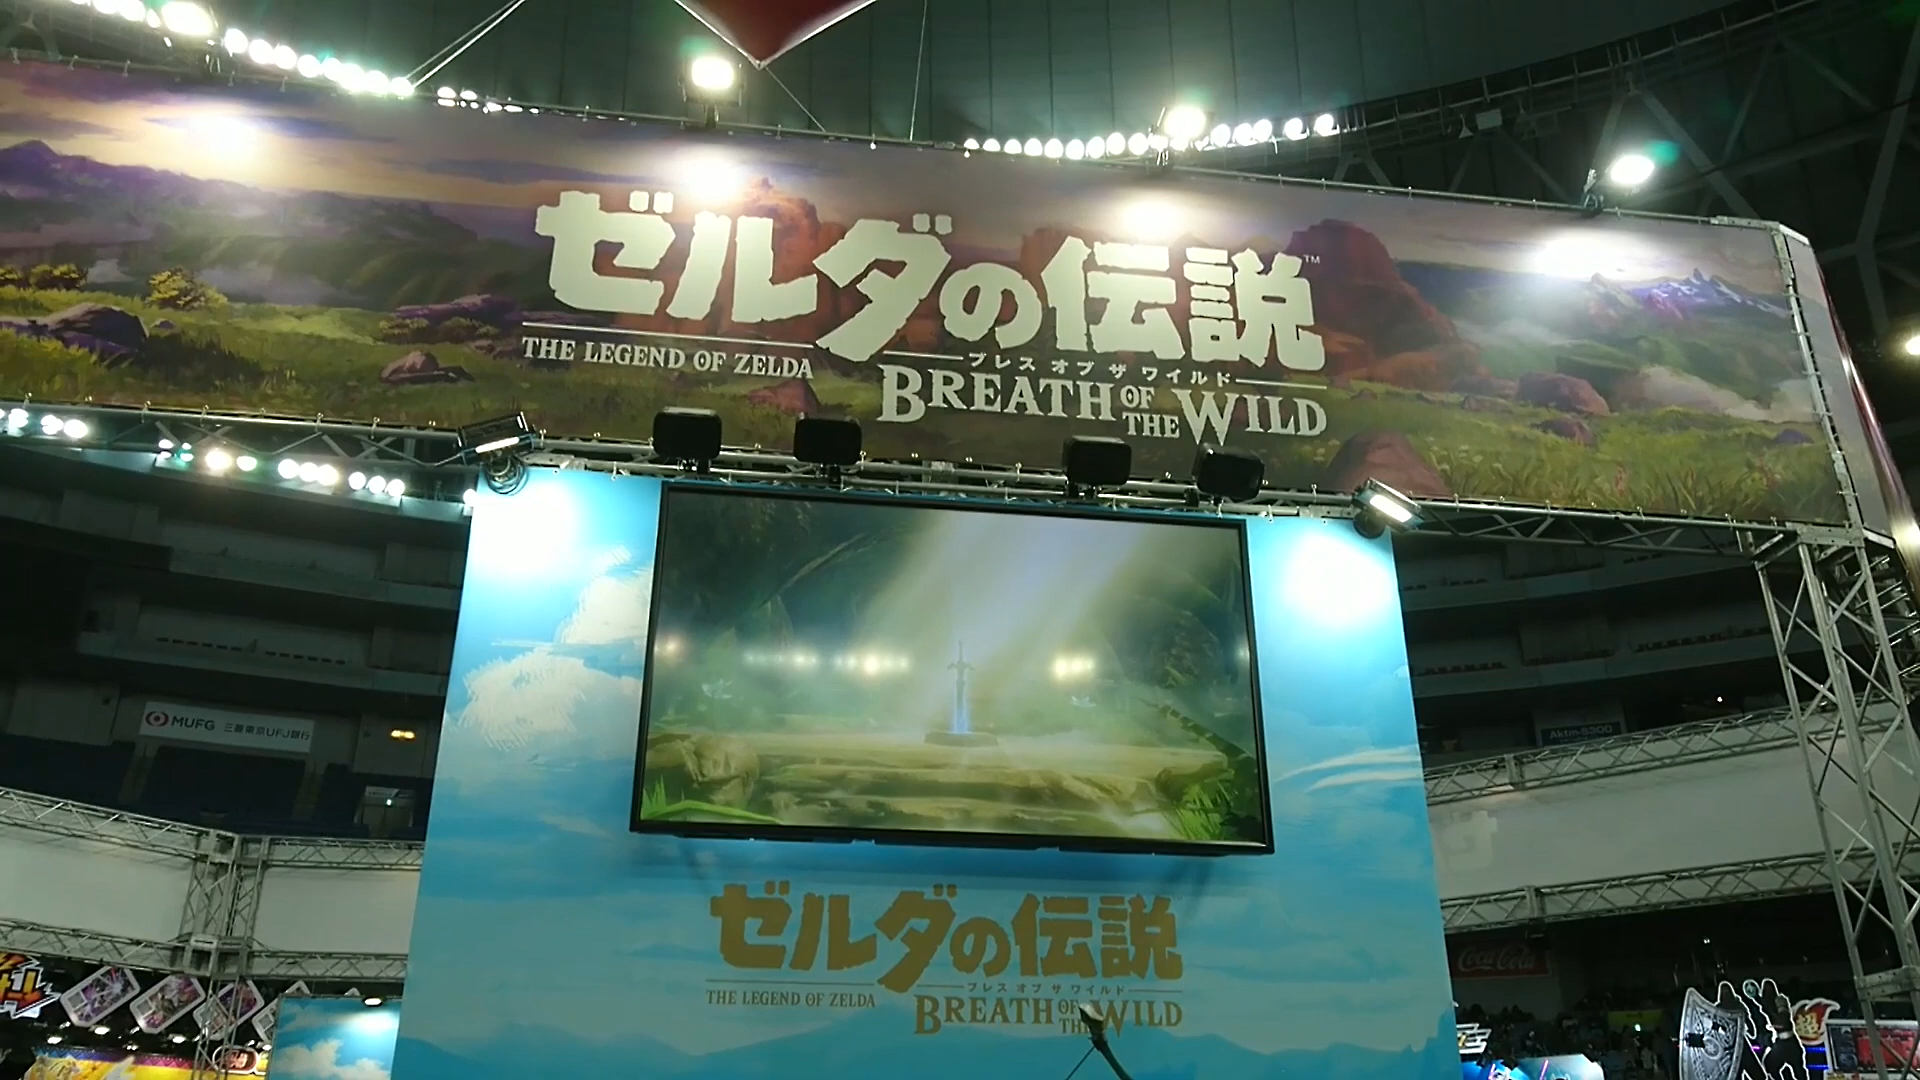 ゼルダの伝説™
THE LEGEND OF ZELDA
ブレス オブ ザ ワイルド
BREATH OF THE WILD
MUFG 三菱東京UFJ銀行
ゼルダの伝説
THE LEGEND OF ZELDA
ブレス オブ ザ ワイルド
BREATH OF THE WILD
Coca-Cola
超